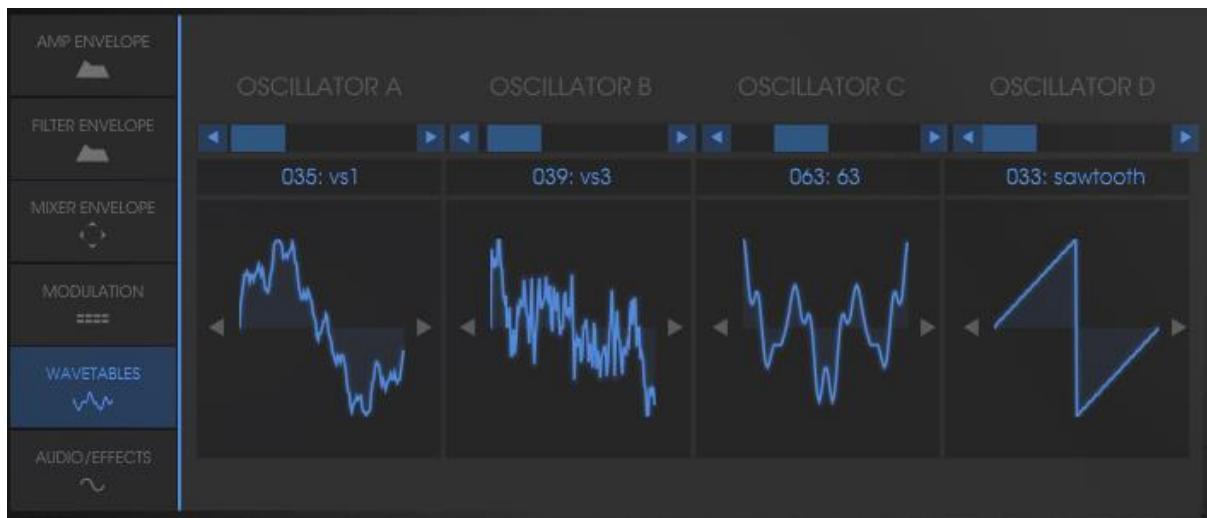 AMP ENVELOPE
FILTER ENVELOPE
MIXER ENVELOPE
MODULATION
WAVETABLES
AUDIO/EFFECTS
OSCILLATOR A
035: vs1
OSCILLATOR B
039: vs3
OSCILLATOR C
063: 63
OSCILLATOR D
033: sawtooth